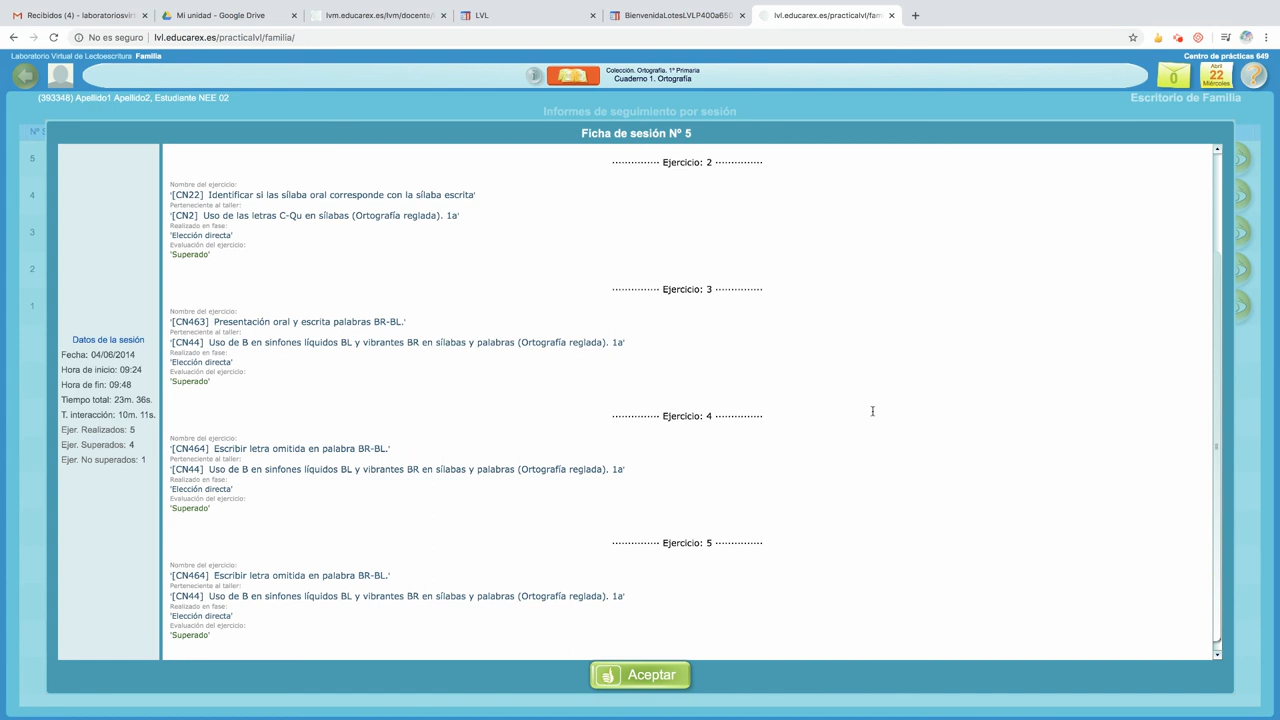 Recibidos (4) - laboratoriosvir
Mi unidad - Google Drive
lvm.educarex.es/lvm/docente/
LVL
BienvenidaLotesLVLP400a650
lvl.educarex.es/practicalvl/fam
No es seguro
lvl.educarex.es/practicalvl/familia/
Laboratorio Virtual de Lectoescritura Familia
Centro de prácticas 649
Colección. Ortografía. 1º Primaria
Cuaderno 1. Ortografía
0
Abril
22
Miércoles
?
(393348) Apellido1 Apellido2, Estudiante NEE 02
Escritorio de Familia
Informes de seguimiento por sesión
Nº
Ficha de sesión Nº 5
5
4
3
2
1
Datos de la sesión
Fecha: 04/06/2014
Hora de inicio: 09:24
Hora de fin: 09:48
Tiempo total: 23m. 36s.
T. interacción: 10m. 11s.
Ejer. Realizados: 5
Ejer. Superados: 4
Ejer. No superados: 1
··············· Ejercicio: 2 ···············
Nombre del ejercicio:
'[CN22] Identificar si las sílaba oral corresponde con la sílaba escrita'
Perteneciente al taller:
'[CN2] Uso de las letras C-Qu en sílabas (Ortografía reglada). 1a'
Realizado en fase:
'Elección directa'
Evaluación del ejercicio:
'Superado'
··············· Ejercicio: 3 ···············
Nombre del ejercicio:
'[CN463] Presentación oral y escrita palabras BR-BL.'
Perteneciente al taller:
'[CN44] Uso de B en sinfones líquidos BL y vibrantes BR en sílabas y palabras (Ortografía reglada). 1a'
Realizado en fase:
'Elección directa'
Evaluación del ejercicio:
'Superado'
··············· Ejercicio: 4 ···············
Nombre del ejercicio:
'[CN464] Escribir letra omitida en palabra BR-BL.'
Perteneciente al taller:
'[CN44] Uso de B en sinfones líquidos BL y vibrantes BR en sílabas y palabras (Ortografía reglada). 1a'
Realizado en fase:
'Elección directa'
Evaluación del ejercicio:
'Superado'
··············· Ejercicio: 5 ···············
Nombre del ejercicio:
'[CN464] Escribir letra omitida en palabra BR-BL.'
Perteneciente al taller:
'[CN44] Uso de B en sinfones líquidos BL y vibrantes BR en sílabas y palabras (Ortografía reglada). 1a'
Realizado en fase:
'Elección directa'
Evaluación del ejercicio:
'Superado'
Aceptar